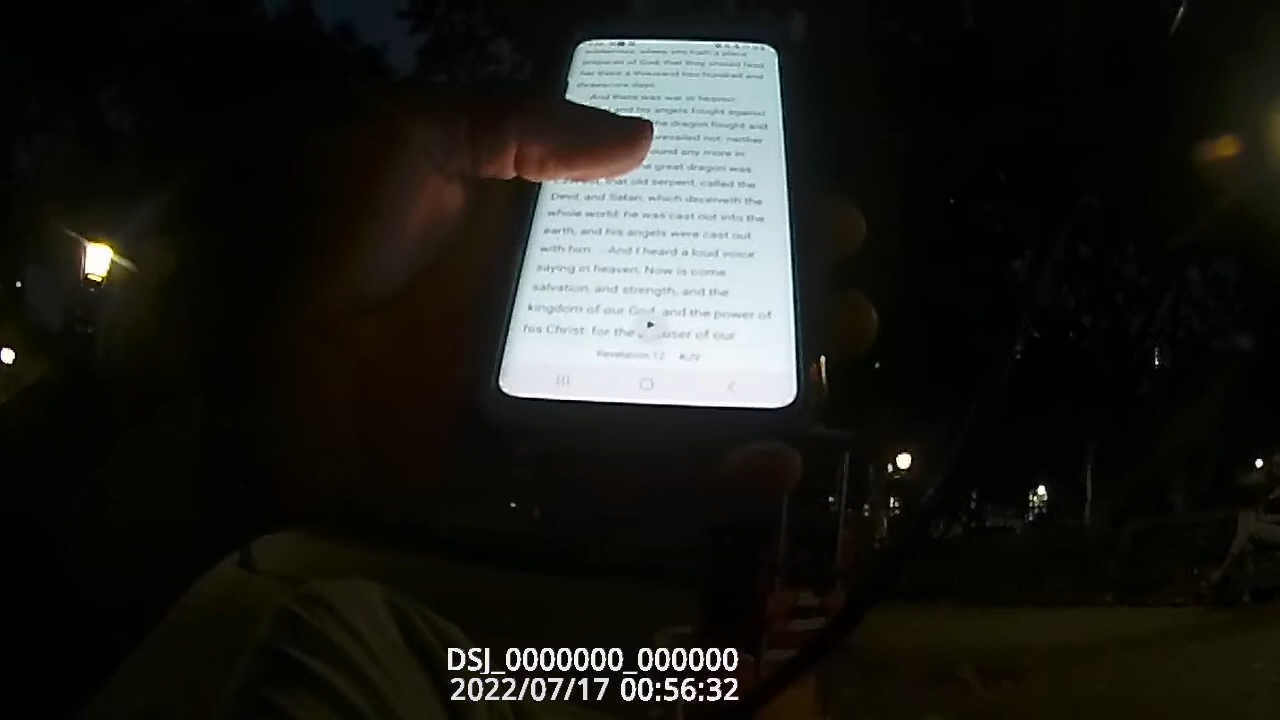 wilderness, where she hath a place
prepared of God, that they should feed
her there a thousand two hundred and
threescore days.
And there was war in heaven:
and his angels fought against
the dragon fought and
prevailed not; neither
found any more in
the great dragon was
that old serpent, called the
Devil, and Satan, which deceiveth the
whole world: he was cast out into the
earth, and his angels were cast out
with him. And I heard a loud voice
saying in heaven, Now is come
salvation, and strength, and the
kingdom of our God, and the power of
his Christ: for the user of our
Revelation 12 KJV
DSJ_0000000_000000
2022/07/17 00:56:32